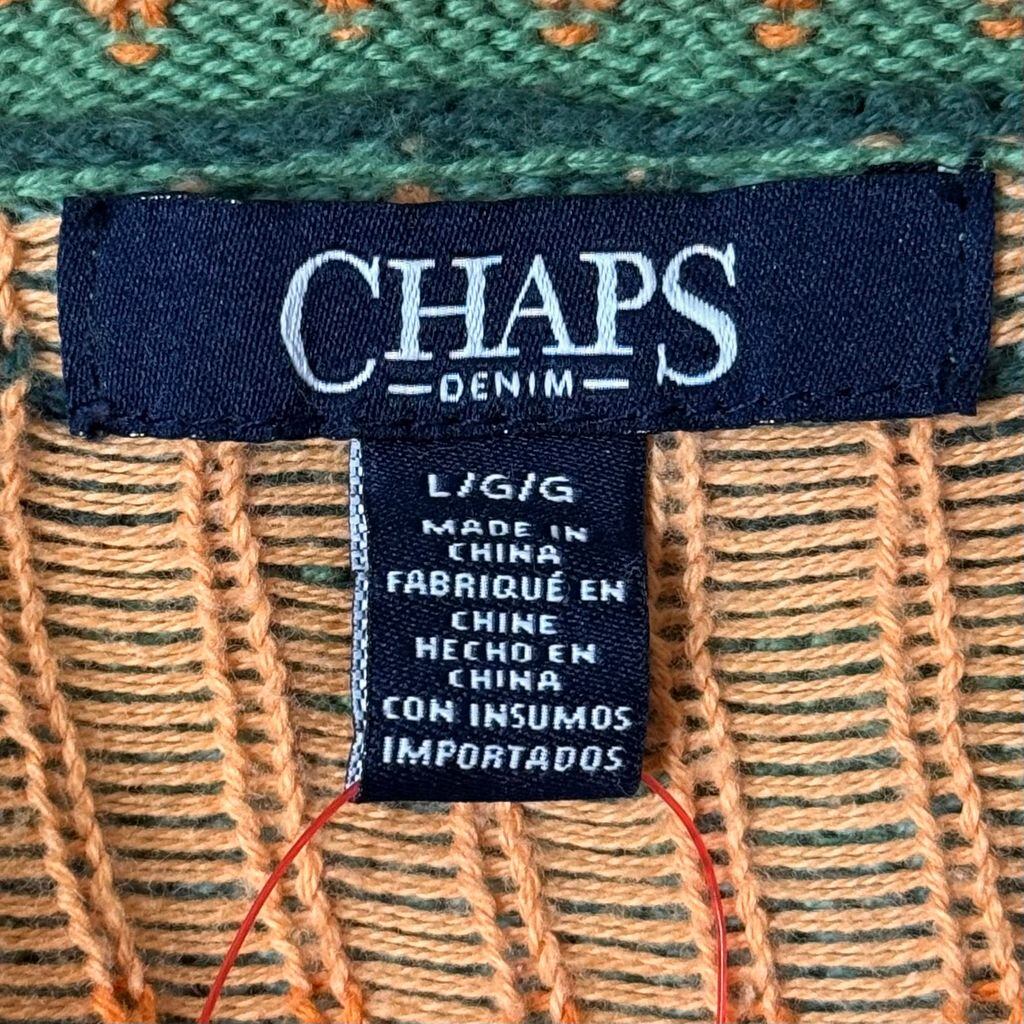 CHAPS
DENIM
L/G/G
MADE IN
CHINA
FABRIQUÉ EN
CHINE
HECHO EN
CHINA
CON INSUMOS
IMPORTADOS